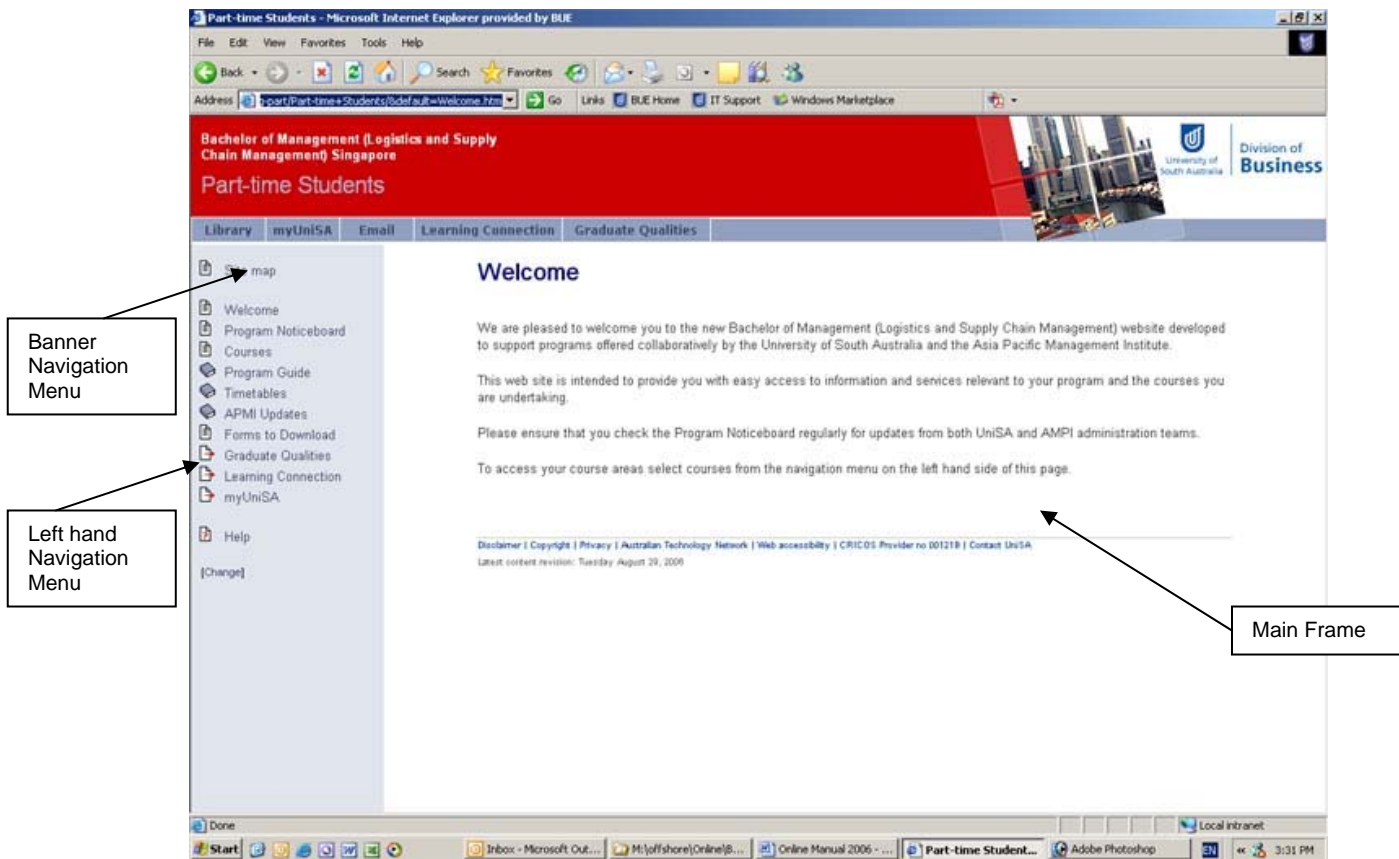 Part-time Students - Microsoft Internet Explorer provided by BUE
File Edit View Favorites Tools Help
Back Search Favorites
Address part/Part-time+Students/&default=Welcome.htm Go Links BUE Home IT Support Windows Marketplace
Bachelor of Management (Logistics and Supply
Chain Management) Singapore
Part-time Students
University of
South Australia
Division of
Business
Library myUniSA Email Learning Connection Graduate Qualities
Site map
Welcome
Program Noticeboard
Courses
Program Guide
Timetables
APMI Updates
Forms to Download
Graduate Qualities
Learning Connection
myUniSA
Help
[Change]
Welcome
We are pleased to welcome you to the new Bachelor of Management (Logistics and Supply Chain Management) website developed
to support programs offered collaboratively by the University of South Australia and the Asia Pacific Management Institute.
This web site is intended to provide you with easy access to information and services relevant to your program and the courses you
are undertaking.
Please ensure that you check the Program Noticeboard regularly for updates from both UniSA and AMPI administration teams.
To access your course areas select courses from the navigation menu on the left hand side of this page.
Disclaimer | Copyright | Privacy | Australian Technology Network | Web accessibility | CRICOS Provider no 00121B | Contact UniSA
Latest content revision: Tuesday August 29, 2006
Banner
Navigation
Menu
Left hand
Navigation
Menu
Main Frame
Done Local intranet
Start Inbox - Microsoft Out... M:\offshore\Online\B... Online Manual 2006 - ... Part-time Student... Adobe Photoshop EN « 3:31 PM